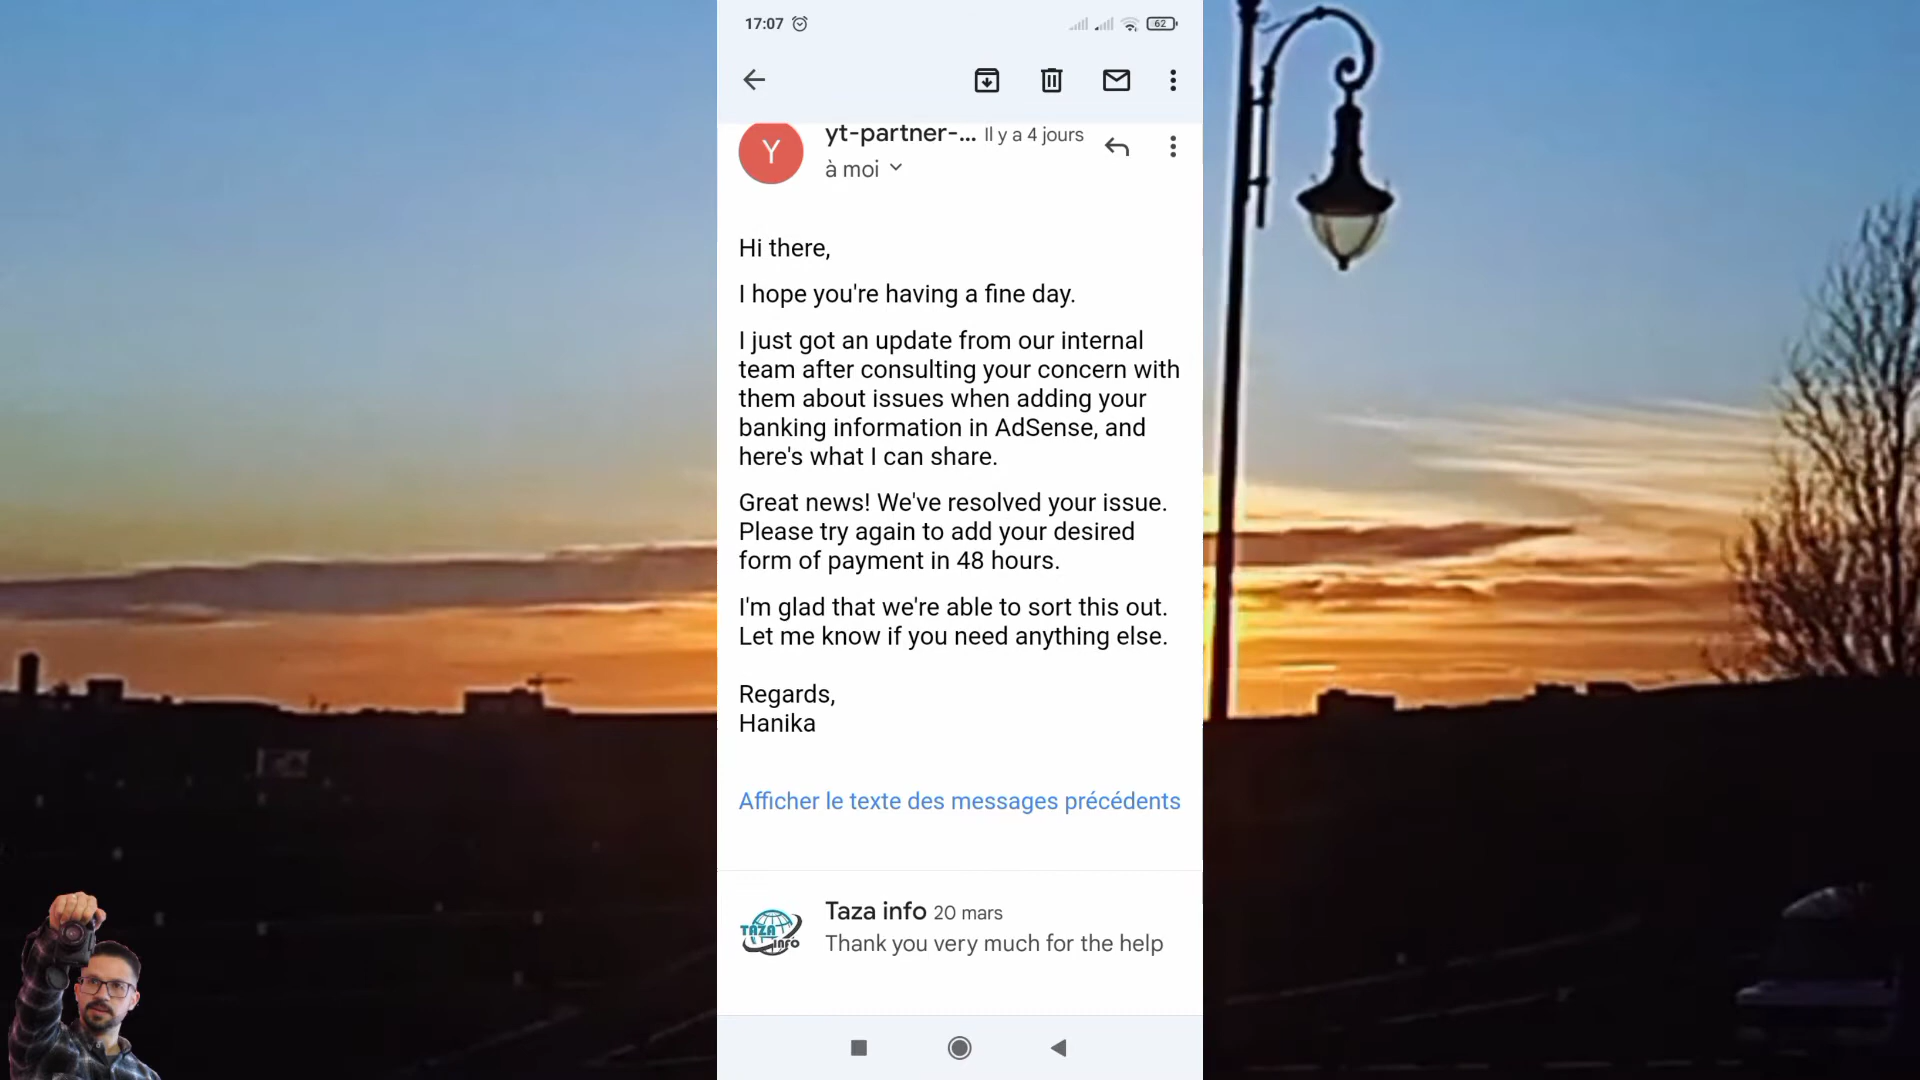 17:07
62
yt-partner-... Il y a 4 jours
Y
à moi
Hi there,
I hope you're having a fine day.
I just got an update from our internal
team after consulting your concern with
them about issues when adding your
banking information in AdSense, and
here's what I can share.
Great news! We've resolved your issue.
Please try again to add your desired
form of payment in 48 hours.
I'm glad that we're able to sort this out.
Let me know if you need anything else.
Regards,
Hanika
Afficher le texte des messages précédents
Taza info 20 mars
TAZA
info
Thank you very much for the help